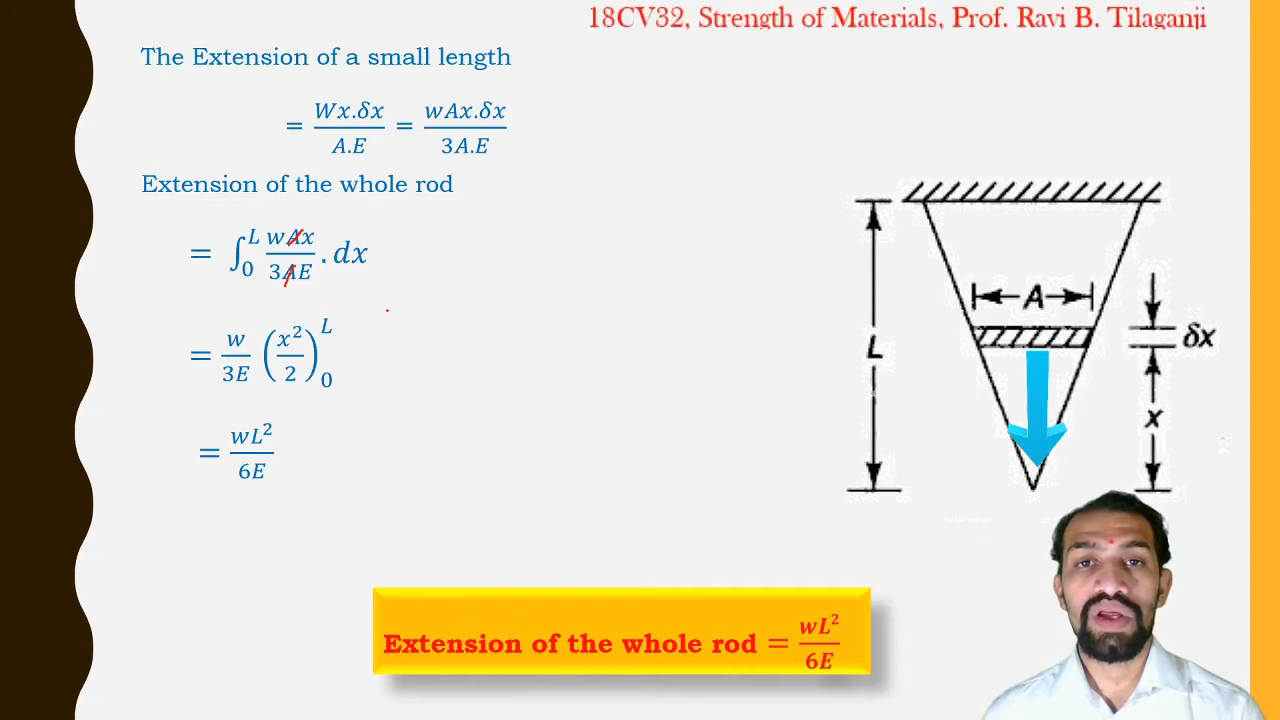 18CV32, Strength of Materials, Prof. Ravi B. Tilaganji
The Extension of a small length
= Wx.δx / A.E = wAx.δx / 3A.E
Extension of the whole rod
= ∫₀ᴸ wAx / 3AE . dx
= w / 3E (x² / 2)₀ᴸ
= wL² / 6E
A
δx
L
x
Extension of the whole rod = wL² / 6E